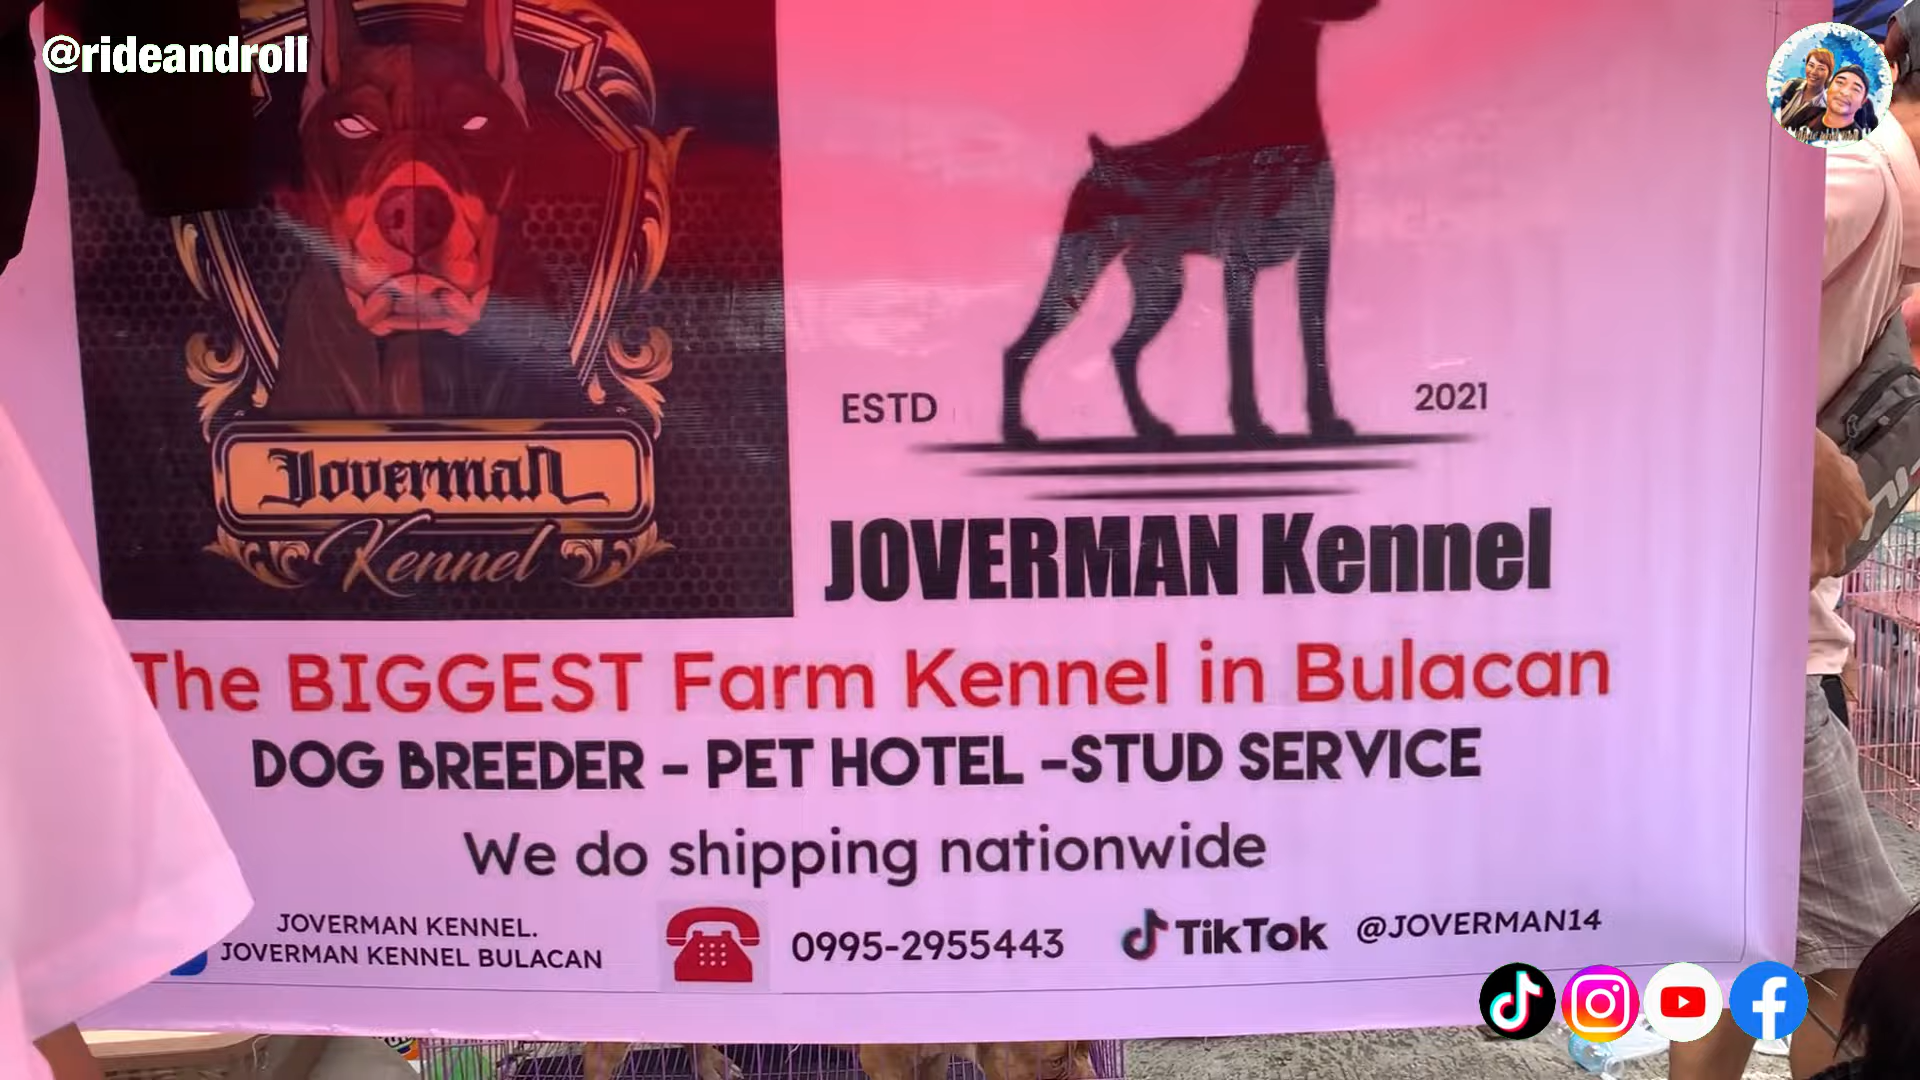 @rideandroll
Joverman
Kennel
ESTD 2021
JOVERMAN Kennel
The BIGGEST Farm Kennel in Bulacan
DOG BREEDER - PET HOTEL -STUD SERVICE
We do shipping nationwide
JOVERMAN KENNEL.
JOVERMAN KENNEL BULACAN
0995-2955443
TikTok @JOVERMAN14